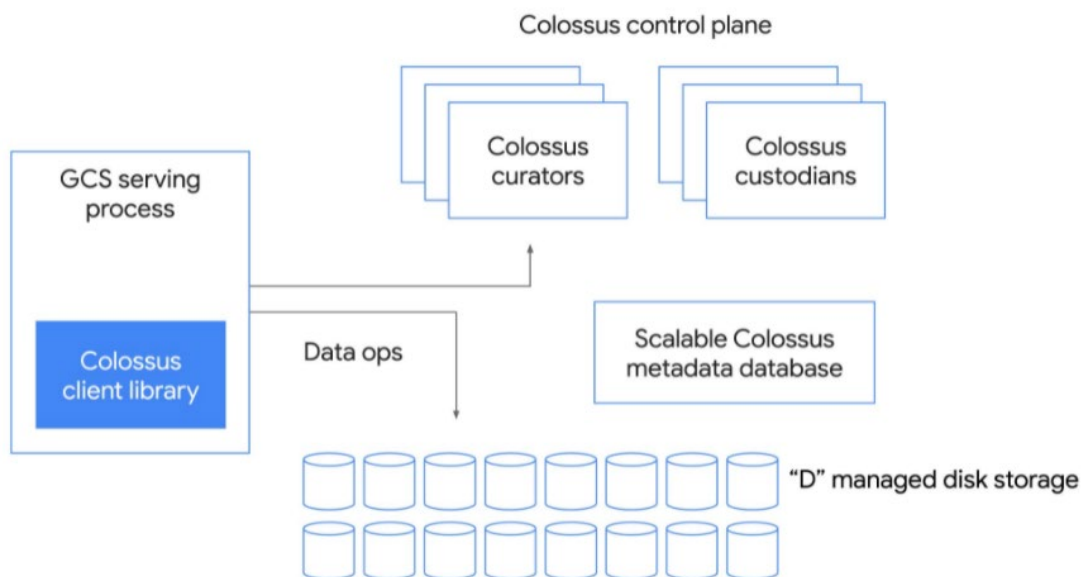 Colossus control plane
Colossus
curators
Colossus
custodians
GCS serving
process
Colossus
client library
Data ops
Scalable Colossus
metadata database
“D” managed disk storage